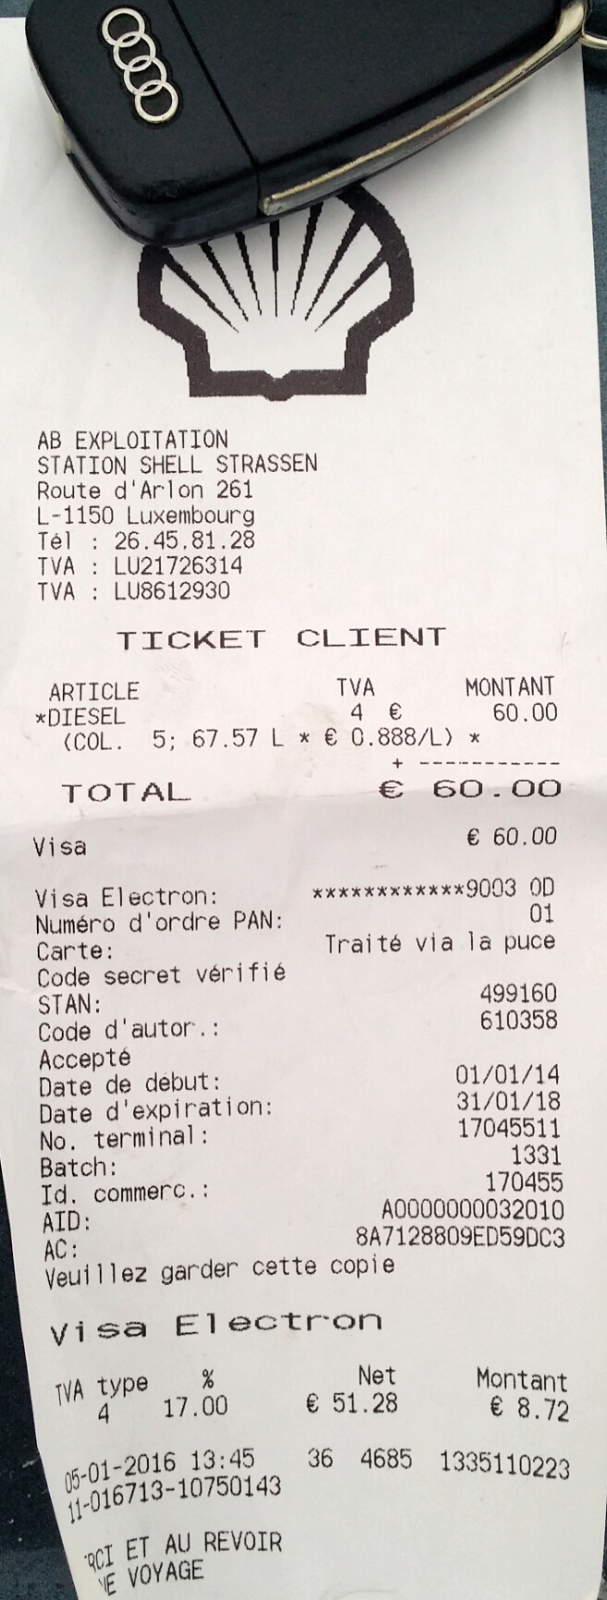 AB EXPLOITATION
STATION SHELL STRASSEN
Route d'Arlon 261
L-1150 Luxembourg
Tél : 26.45.81.28
TVA : LU21726314
TVA : LU8612930
TICKET CLIENT
ARTICLE TVA MONTANT
*DIESEL 4 € 60.00
(COL. 5; 67.57 L * € 0.888/L) *
+ -----------
TOTAL € 60.00
Visa € 60.00
Visa Electron: ************9003 0D
Numéro d'ordre PAN: 01
Carte: Traité via la puce
Code secret vérifié
STAN: 499160
Code d'autor.: 610358
Accepté
Date de début: 01/01/14
Date d'expiration: 31/01/18
No. terminal: 17045511
Batch: 1331
Id. commerc.: 170455
AID: A0000000032010
AC: 8A7128809ED59DC3
Veuillez garder cette copie
Visa Electron
TVA type % Net Montant
4 17.00 € 51.28 € 8.72
05-01-2016 13:45 36 4685 1335110223
11-016713-10750143
RCI ET AU REVOIR
VE VOYAGE